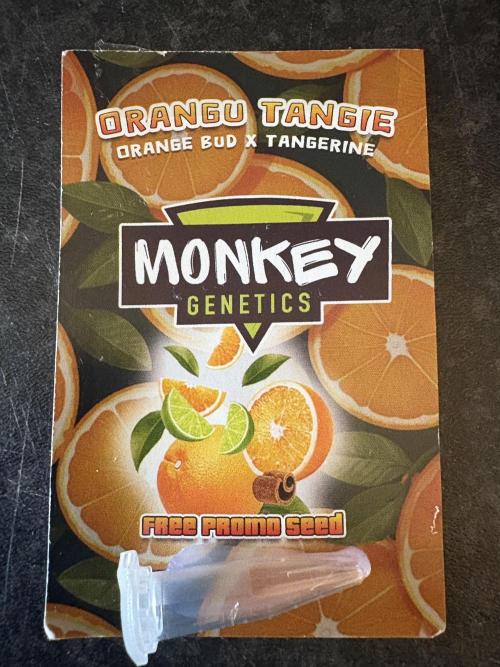 ORANGU TANGIE
ORANGE BUD X TANGERINE
MONKEY
GENETICS
FREE PROMO SEED